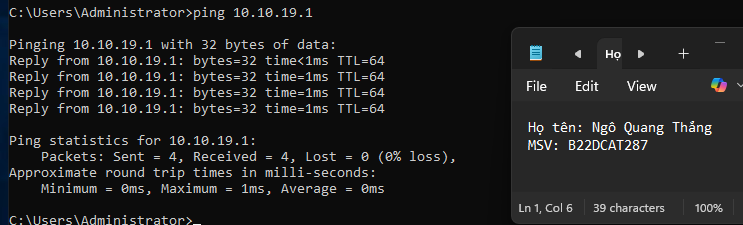 C:\Users\Administrator>ping 10.10.19.1
Pinging 10.10.19.1 with 32 bytes of data:
Reply from 10.10.19.1: bytes=32 time<1ms TTL=64
Reply from 10.10.19.1: bytes=32 time=1ms TTL=64
Reply from 10.10.19.1: bytes=32 time=1ms TTL=64
Reply from 10.10.19.1: bytes=32 time=1ms TTL=64
Ping statistics for 10.10.19.1:
Packets: Sent = 4, Received = 4, Lost = 0 (0% loss),
Approximate round trip times in milli-seconds:
Minimum = 0ms, Maximum = 1ms, Average = 0ms
C:\Users\Administrator>_
Họ
File Edit View
Họ tên: Ngô Quang Thắng
MSV: B22DCAT287
Ln 1, Col 6 39 characters 100%